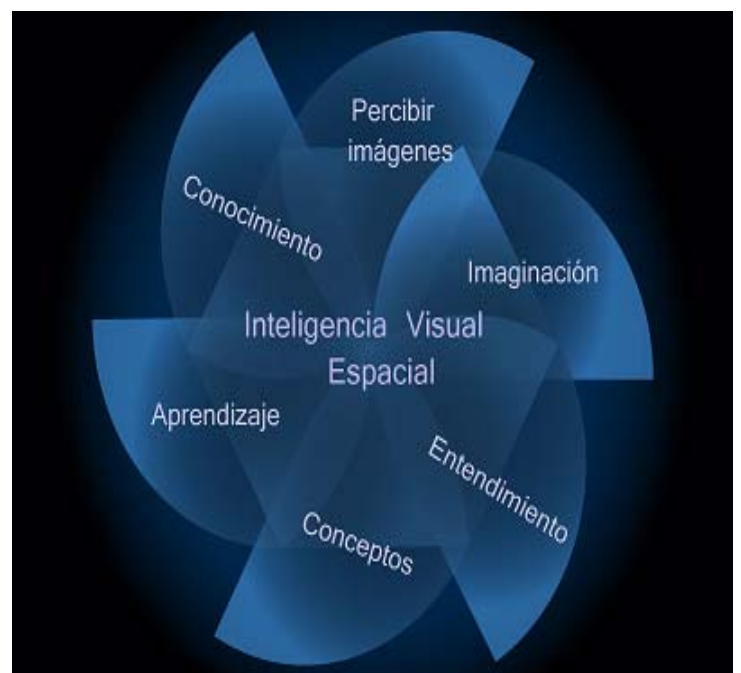 Percibir
imágenes
Conocimiento
Imaginación
Inteligencia Visual
Espacial
Aprendizaje
Entendimiento
Conceptos